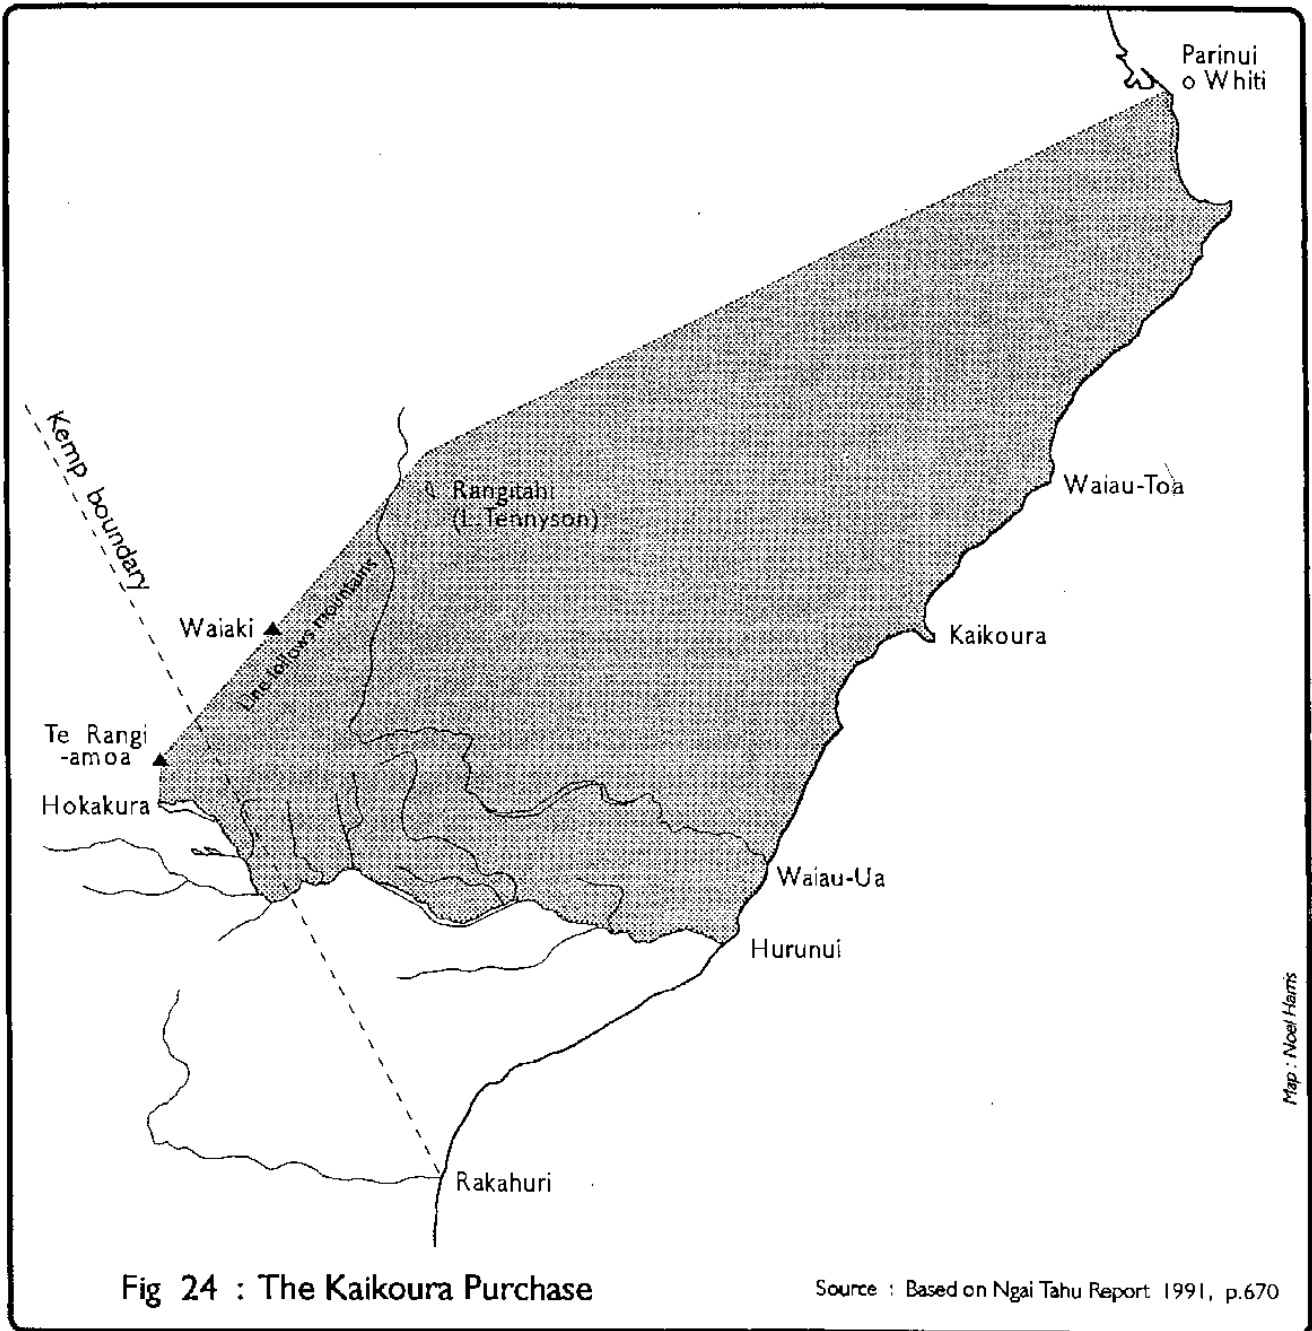 Parinui
o Whiti
Kemp boundary
Rangitahi
(L. Tennyson)
Waiau-Toa
Line follows mountains
Waiaki
Kaikoura
Te Rangi
-amoa
Hokakura
Waiau-Ua
Hurunui
Map : Noel Harris
Rakahuri
Fig 24 : The Kaikoura Purchase
Source : Based on Ngai Tahu Report 1991, p.670